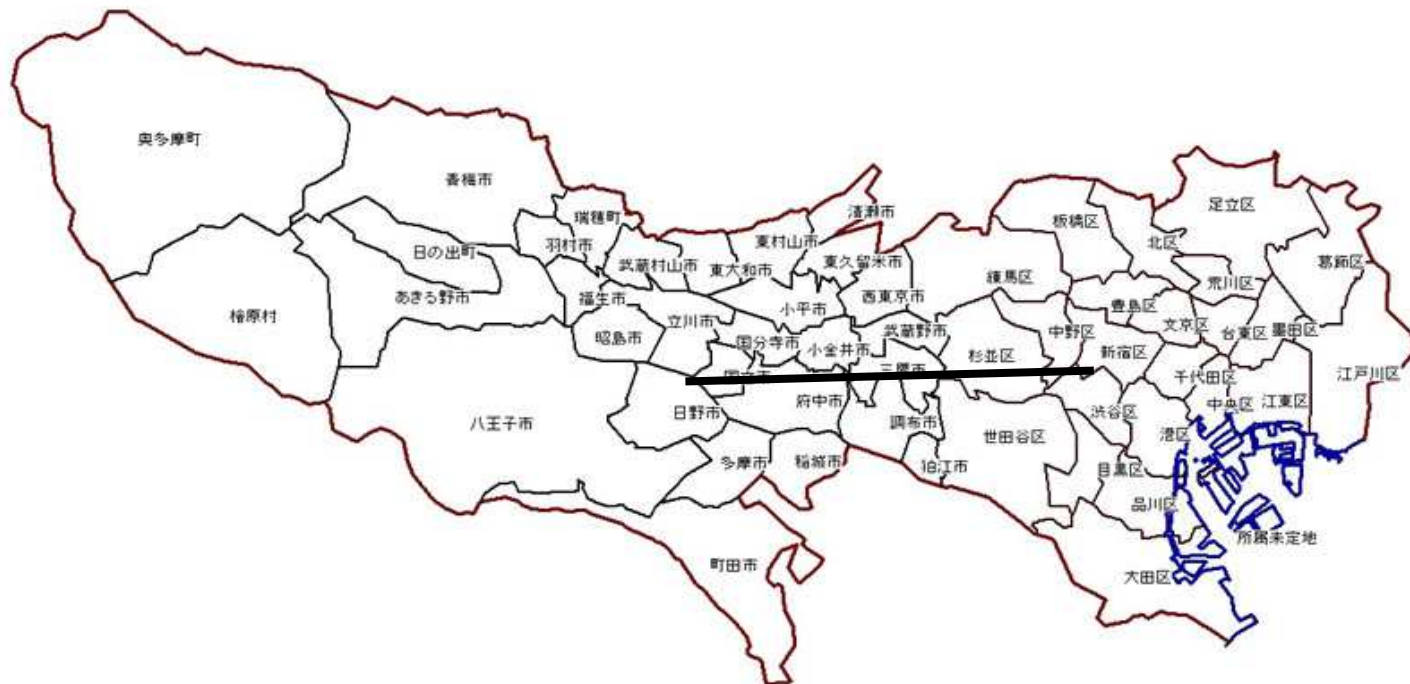 奥多摩町
青梅市
足立区
清瀬市
瑞穂町
板橋区
北区
東村山市
羽村市
日の出町
武蔵村山市
東大和市
東久留米市
葛飾区
練馬区
荒川区
あきる野市
福生市
西東京市
小平市
豊島区
檜原村
立川市
文京区
台東区
墨田区
武蔵野市
中野区
昭島市
国分寺市
小金井市
杉並区
新宿区
三鷹市
国立市
千代田区
江戸川区
府中市
中央区
江東区
日野市
渋谷区
八王子市
調布市
世田谷区
港区
多摩市
稲城市
狛江市
目黒区
品川区
所属未定地
町田市
大田区